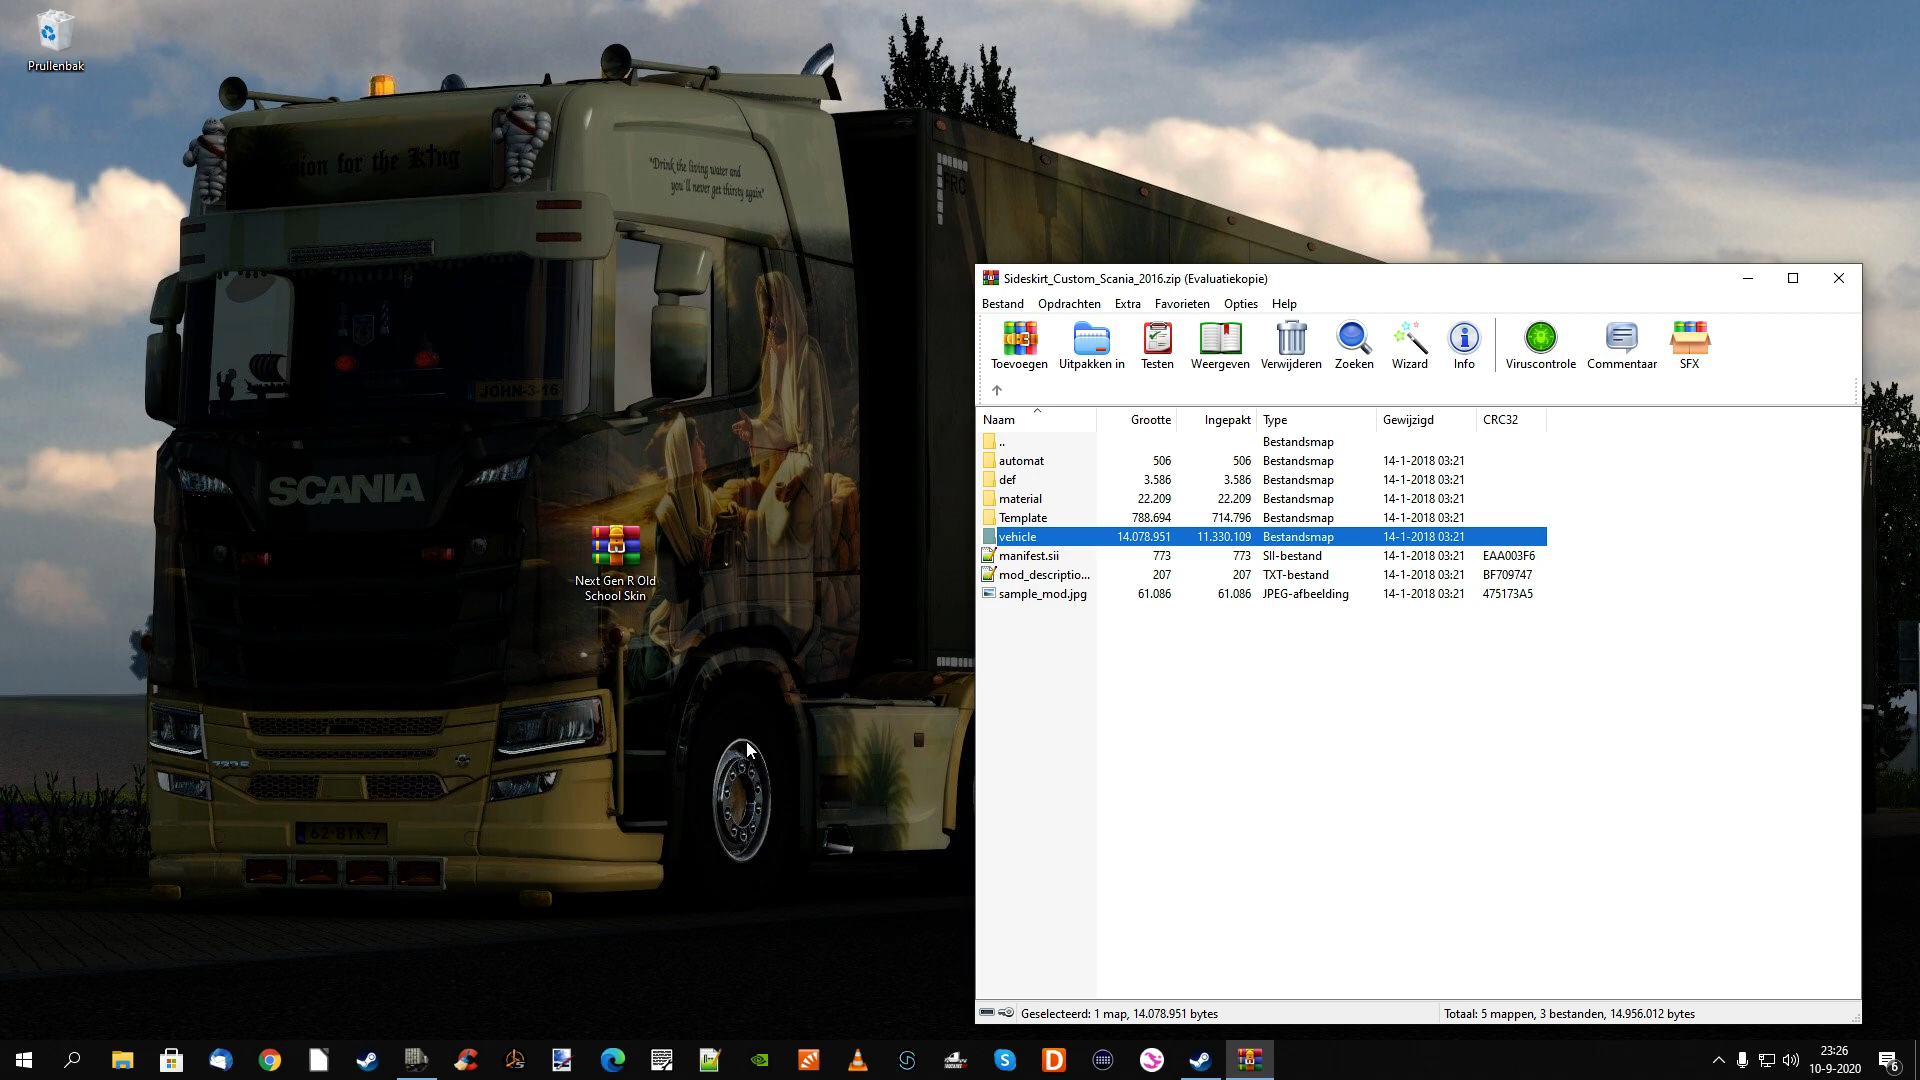 Prullenbak
ion for the K ng
"Drink the living water and
you'll never get thirsty again"
FRC
JOHN-3-16
SCANIA
62-BTK-7
Next Gen R Old
School Skin
Sideskirt_Custom_Scania_2016.zip (Evaluatiekopie)
Bestand Opdrachten Extra Favorieten Opties Help
Toevoegen Uitpakken in Testen Weergeven Verwijderen Zoeken Wizard Info Viruscontrole Commentaar SFX
Naam Grootte Ingepakt Type Gewijzigd CRC32
.. Bestandsmap
automat 506 506 Bestandsmap 14-1-2018 03:21
def 3.586 3.586 Bestandsmap 14-1-2018 03:21
material 22.209 22.209 Bestandsmap 14-1-2018 03:21
Template 788.694 714.796 Bestandsmap 14-1-2018 03:21
vehicle 14.078.951 11.330.109 Bestandsmap 14-1-2018 03:21
manifest.sii 773 773 SII-bestand 14-1-2018 03:21 EAA003F6
mod_descriptio... 207 207 TXT-bestand 14-1-2018 03:21 BF709747
sample_mod.jpg 61.086 61.086 JPEG-afbeelding 14-1-2018 03:21 475173A5
Geselecteerd: 1 map, 14.078.951 bytes
Totaal: 5 mappen, 3 bestanden, 14.956.012 bytes
23:26
10-9-2020
6